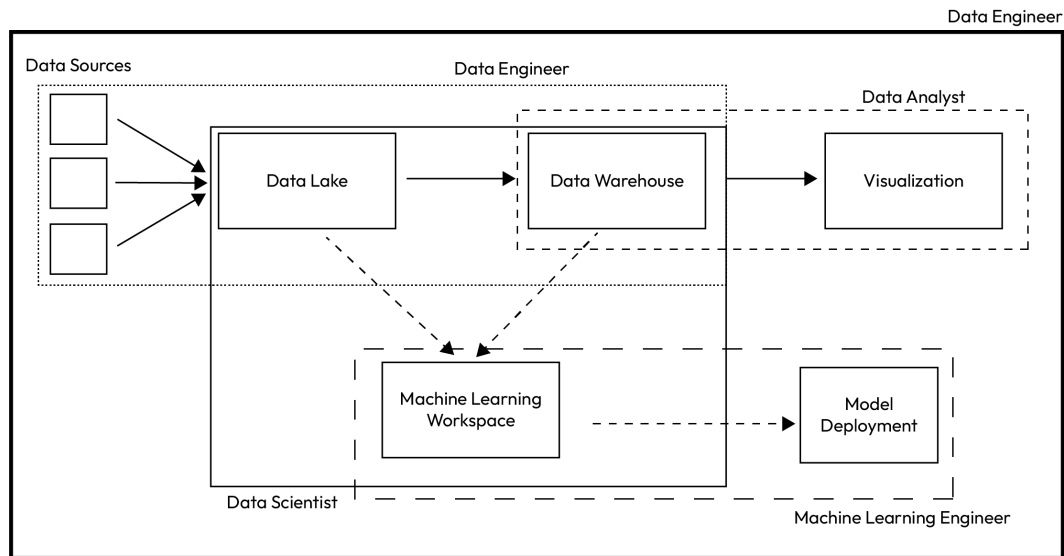 Data Engineer
Data Sources
Data Engineer
Data Analyst
Data Lake
Data Warehouse
Visualization
Machine Learning
Workspace
Model
Deployment
Data Scientist
Machine Learning Engineer